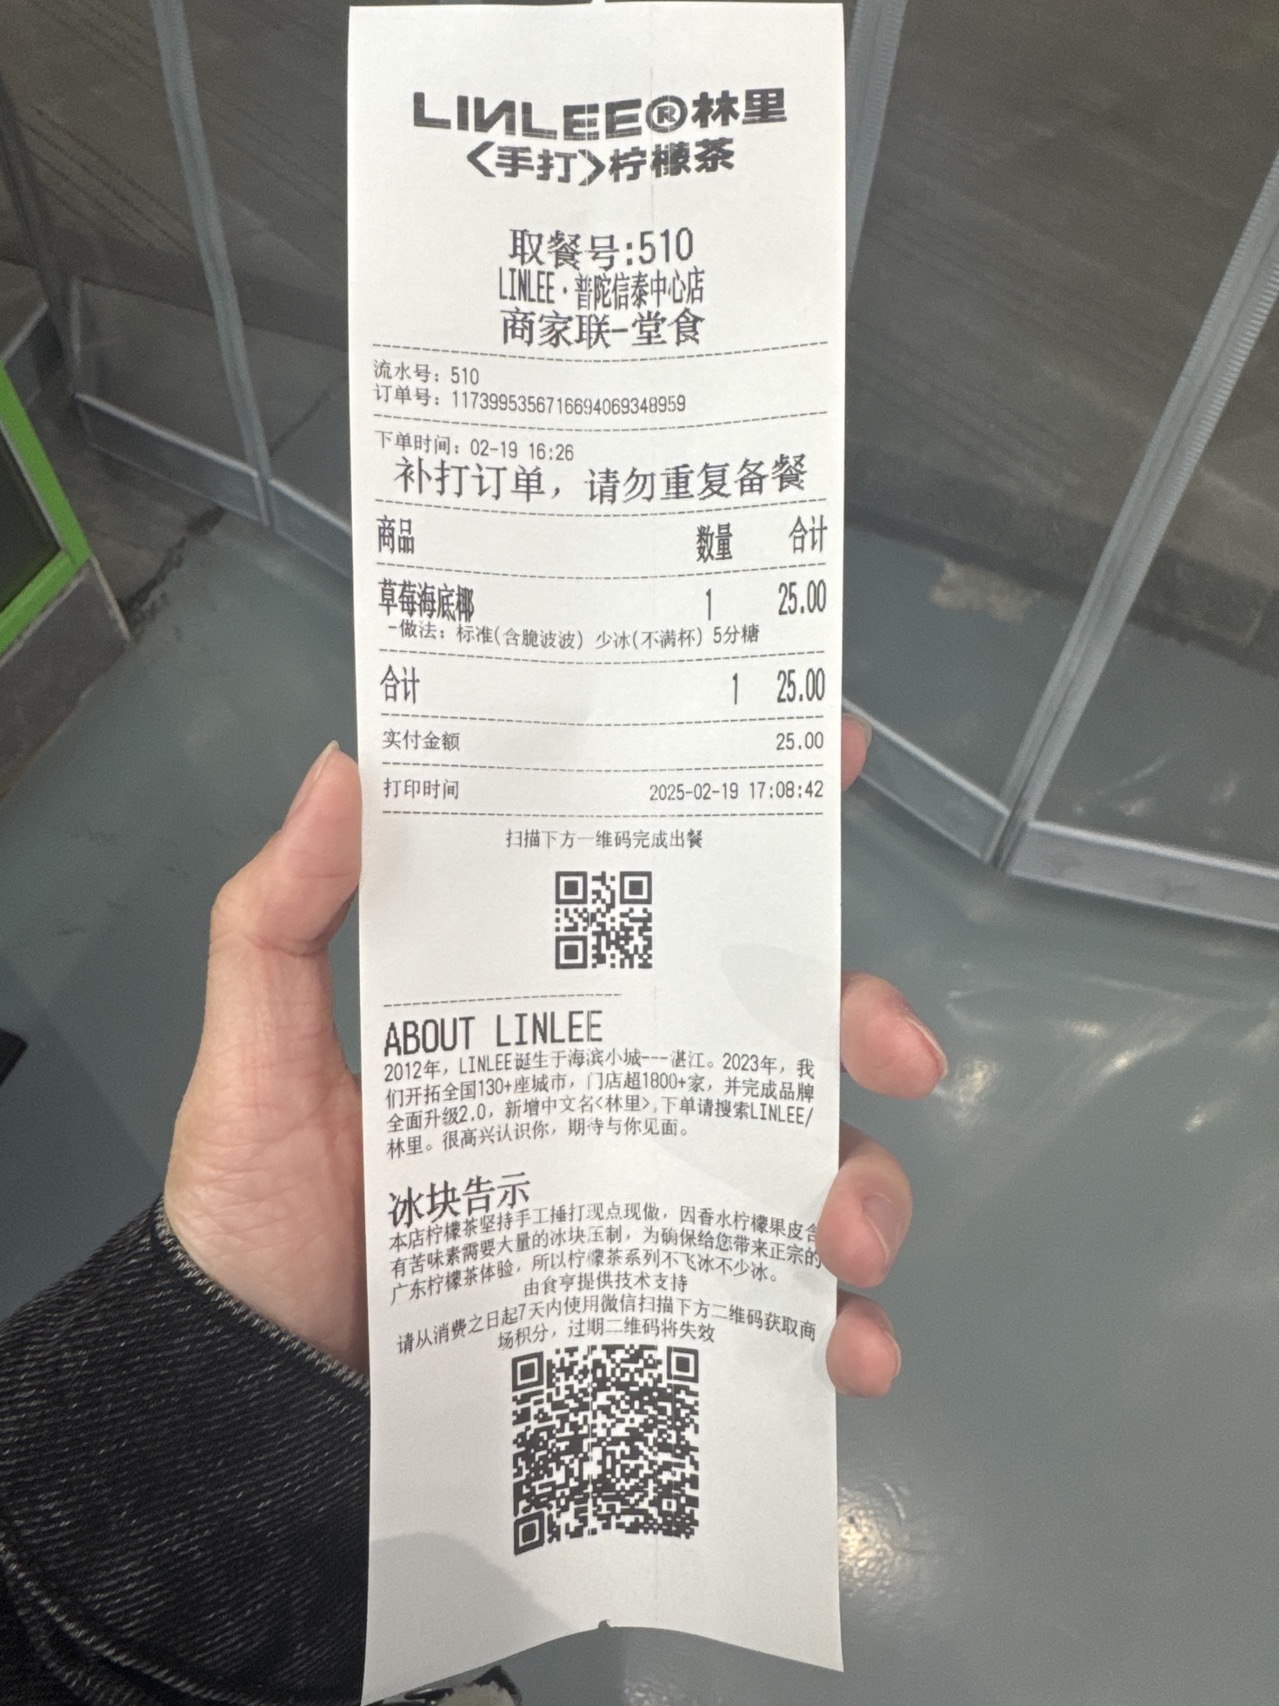 LINLEE®林里
<手打>柠檬茶
取餐号:510
LINLEE·普陀信泰中心店
商家联-堂食
流水号: 510
订单号: 1173995356716694069348959
下单时间: 02-19 16:26
补打订单，请勿重复备餐
商品 数量 合计
草莓海底椰 1 25.00
-做法: 标准(含脆波波) 少冰(不满杯) 5分糖
合计 1 25.00
实付金额 25.00
打印时间 2025-02-19 17:08:42
扫描下方一维码完成出餐
ABOUT LINLEE
2012年，LINLEE诞生于海滨小城---湛江。2023年，我
们开拓全国130+座城市，门店超1800+家，并完成品牌
全面升级2.0，新增中文名<林里>,下单请搜索LINLEE/
林里。很高兴认识你，期待与你见面。
冰块告示
本店柠檬茶坚持手工捶打现点现做，因香水柠檬果皮含
有苦味素需要大量的冰块压制，为确保给您带来正宗的
广东柠檬茶体验，所以柠檬茶系列不飞冰不少冰。
由食亨提供技术支持
请从消费之日起7天内使用微信扫描下方二维码获取商
场积分，过期二维码将失效